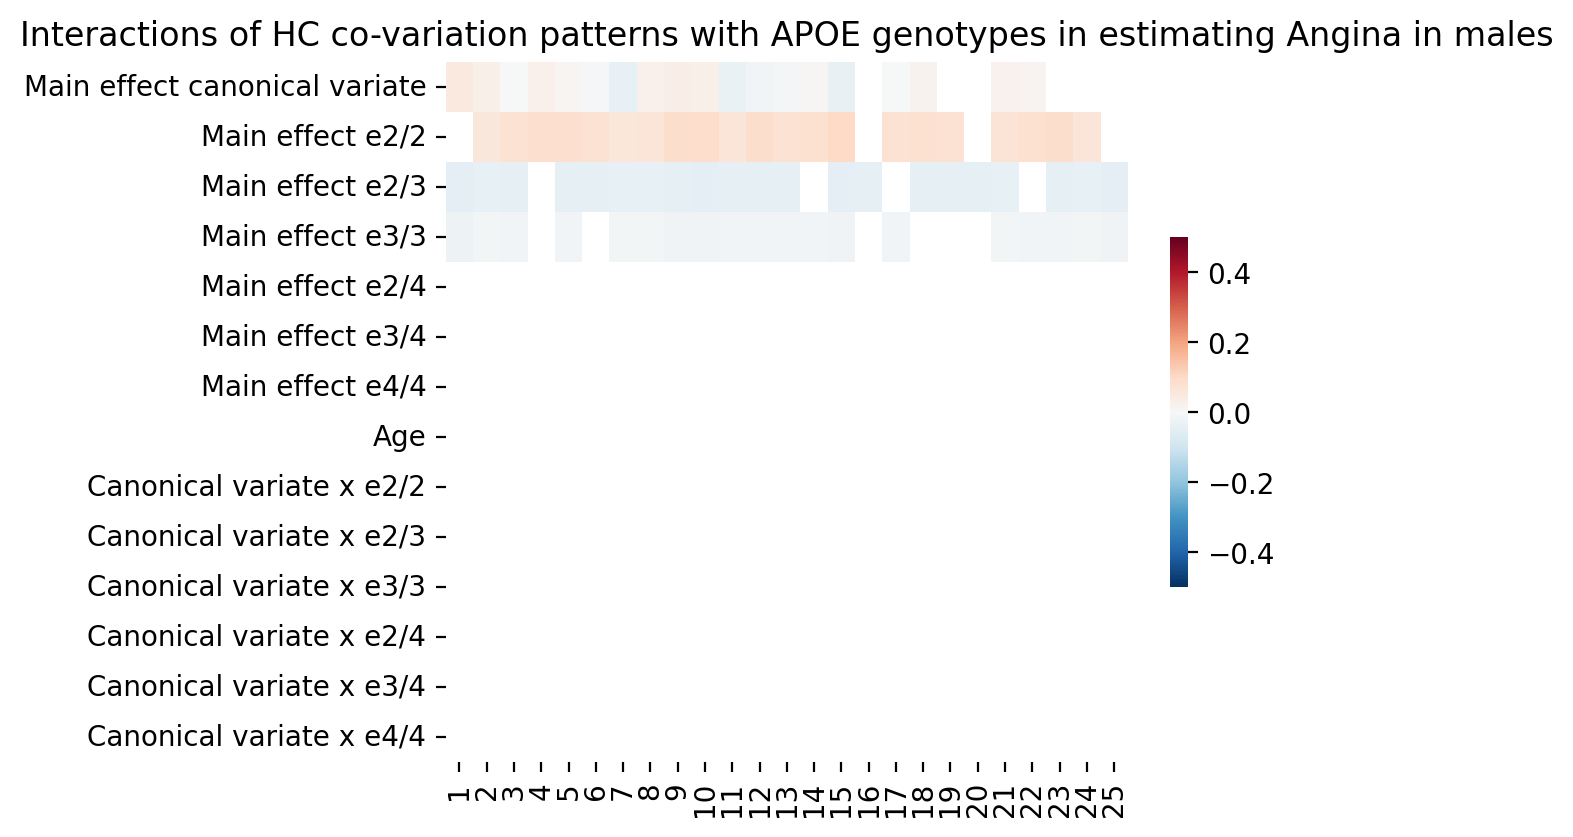 Interactions of HC co-variation patterns with APOE genotypes in estimating Angina in males
Main effect canonical variate
Main effect e2/2
Main effect e2/3
Main effect e3/3
Main effect e2/4
Main effect e3/4
Main effect e4/4
Age
Canonical variate x e2/2
Canonical variate x e2/3
Canonical variate x e3/3
Canonical variate x e2/4
Canonical variate x e3/4
Canonical variate x e4/4
1 2 3 4 5 6 7 8 9 10 11 12 13 14 15 16 17 18 19 20 21 22 23 24 25
0.4
0.2
0.0
−0.2
−0.4